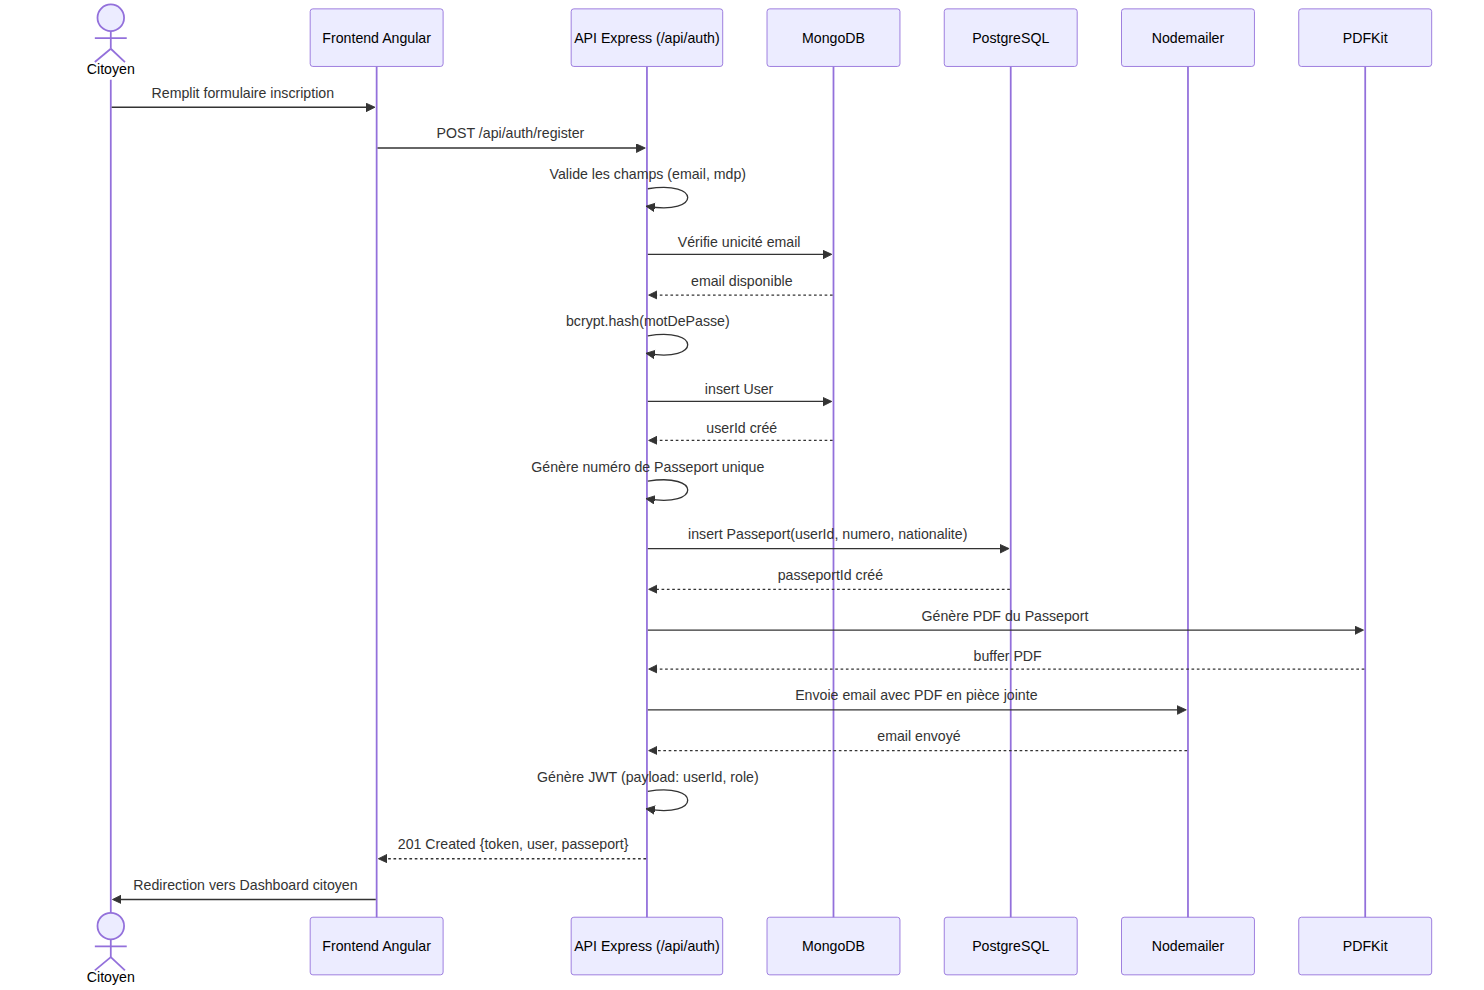 Citoyen
Frontend Angular
API Express (/api/auth)
MongoDB
PostgreSQL
Nodemailer
PDFKit
Remplit formulaire inscription
POST /api/auth/register
Valide les champs (email, mdp)
Vérifie unicité email
email disponible
bcrypt.hash(motDePasse)
insert User
userId créé
Génère numéro de Passeport unique
insert Passeport(userId, numero, nationalite)
passeportId créé
Génère PDF du Passeport
buffer PDF
Envoie email avec PDF en pièce jointe
email envoyé
Génère JWT (payload: userId, role)
201 Created {token, user, passeport}
Redirection vers Dashboard citoyen
Citoyen
Frontend Angular
API Express (/api/auth)
MongoDB
PostgreSQL
Nodemailer
PDFKit